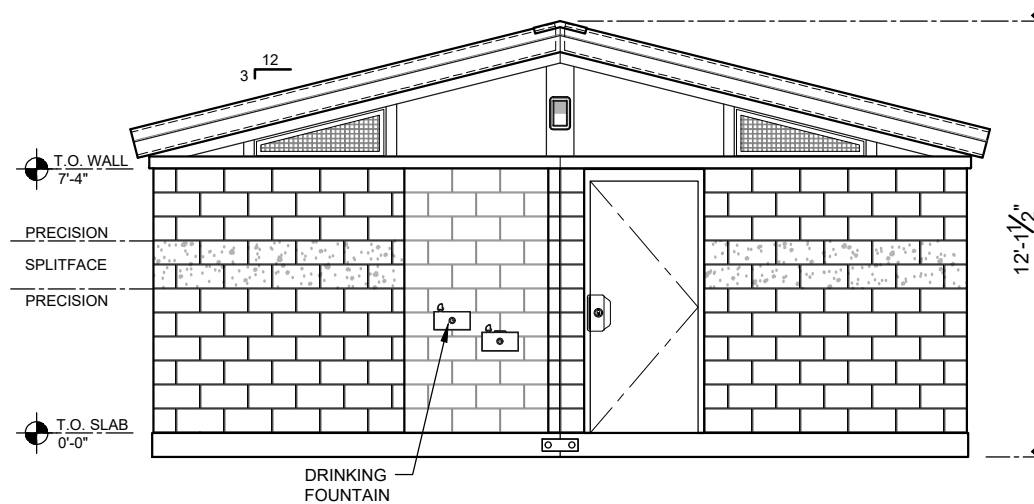 12
3
T.O. WALL
7'-4"
PRECISION
SPLITFACE
PRECISION
T.O. SLAB
0'-0"
DRINKING
FOUNTAIN
12'-1½"